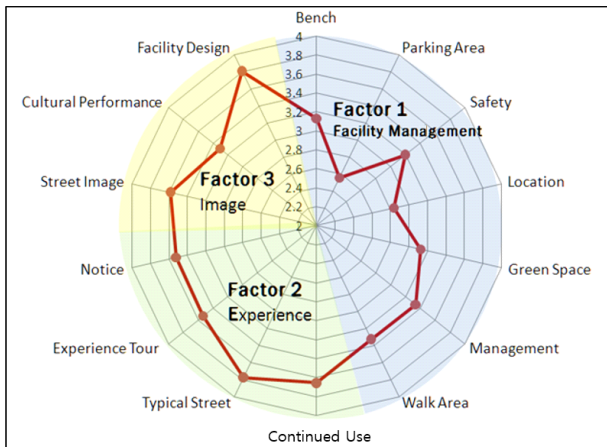 Bench
Facility Design
Parking Area
Cultural Performance
Safety
Street Image
Location
Notice
Green Space
Experience Tour
Management
Typical Street
Walk Area
Continued Use
4
3.8
3.6
3.4
3.2
3
2.8
2.6
2.4
2.2
2
Factor 1
Facility Management
Factor 3
Image
Factor 2
Experience